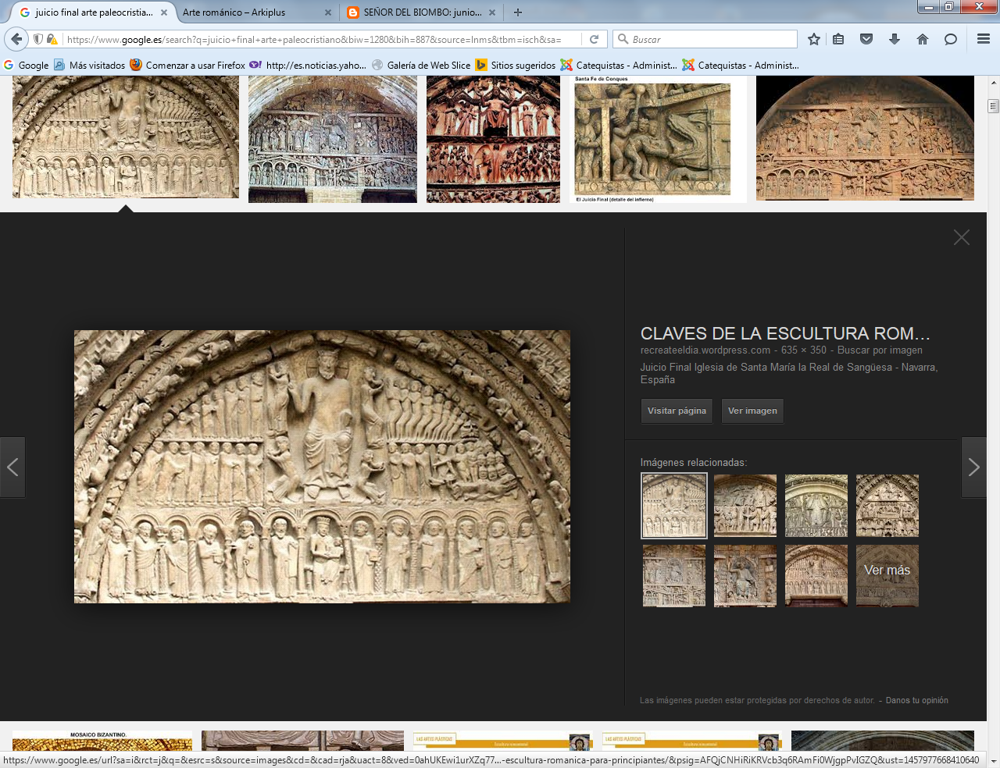 juicio final arte paleocristia...
Arte románico – Arkiplus
SEÑOR DEL BIOMBO: junio...
https://www.google.es/search?q=juicio+final+arte+paleocristiano&biw=1280&bih=887&source=lnms&tbm=isch&sa=
Buscar
Google
Más visitados
Comenzar a usar Firefox
http://es.noticias.yaho...
Galería de Web Slice
Sitios sugeridos
Catequistas - Administ...
Catequistas - Administ...
Santa Fe de Conques
El Juicio Final (detalle del infierno)
CLAVES DE LA ESCULTURA ROM...
recreateeldia.wordpress.com - 635 × 350 - Buscar por imagen
Juicio Final Iglesia de Santa María la Real de Sangüesa - Navarra,
España
Visitar página
Ver imagen
Imágenes relacionadas:
Ver más
Las imágenes pueden estar protegidas por derechos de autor. - Danos tu opinión
MOSAICO BIZANTINO.
LAS ARTES PLÁSTICAS
Escultura monumental
LAS ARTES PLÁSTICAS
Escultura monumental
https://www.google.es/url?sa=i&rct=j&q=&esrc=s&source=images&cd=&cad=rja&uact=8&ved=0ahUKEwi1urXZq77...-escultura-romanica-para-principiantes/&psig=AFQjCNHiRiKRVcb3q6RAmFi0WjgpPvIGZQ&ust=1457977668410640